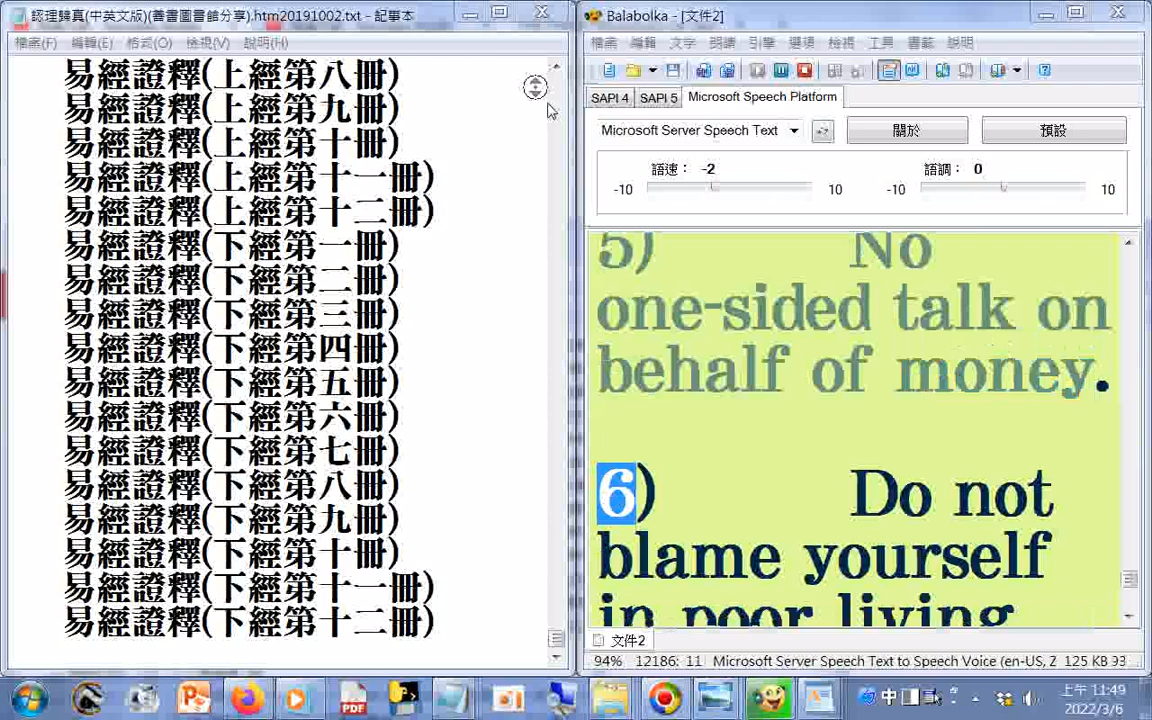 認理歸真(中英文版)(善書圖書館分享).htm20191002.txt - 記事本
檔案(F) 編輯(E) 格式(O) 檢視(V) 說明(H)
易經證釋(上經第八冊)
易經證釋(上經第九冊)
易經證釋(上經第十冊)
易經證釋(上經第十一冊)
易經證釋(上經第十二冊)
易經證釋(下經第一冊)
易經證釋(下經第二冊)
易經證釋(下經第三冊)
易經證釋(下經第四冊)
易經證釋(下經第五冊)
易經證釋(下經第六冊)
易經證釋(下經第七冊)
易經證釋(下經第八冊)
易經證釋(下經第九冊)
易經證釋(下經第十冊)
易經證釋(下經第十一冊)
易經證釋(下經第十二冊)
Balabolka - [文件2]
檔案 編輯 文字 朗讀 引擎 選項 檢視 工具 書籤 說明
SAPI 4 SAPI 5 Microsoft Speech Platform
Microsoft Server Speech Text 關於 預設
語速： -2 語調： 0
-10 10 -10 10
5) No
one-sided talk on
behalf of money.
6) Do not
blame yourself
in poor living
文件2
94% 12186: 11 Microsoft Server Speech Text to Speech Voice (en-US, Z 125 KB 93
中
上午 11:49
2022/3/6